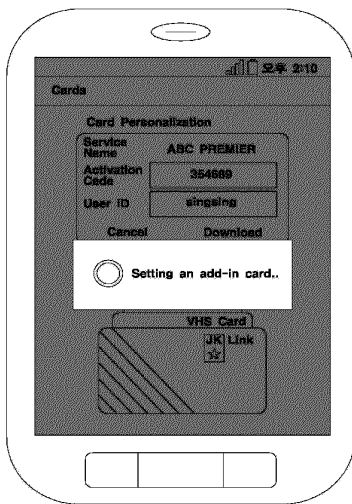 오후 2:10
Cards
Card Personalization
Service Name ABC PREMIER
Activation Code 354689
User ID singsing
Cancel Download
Setting an add-in card..
VHS Card
JK Link